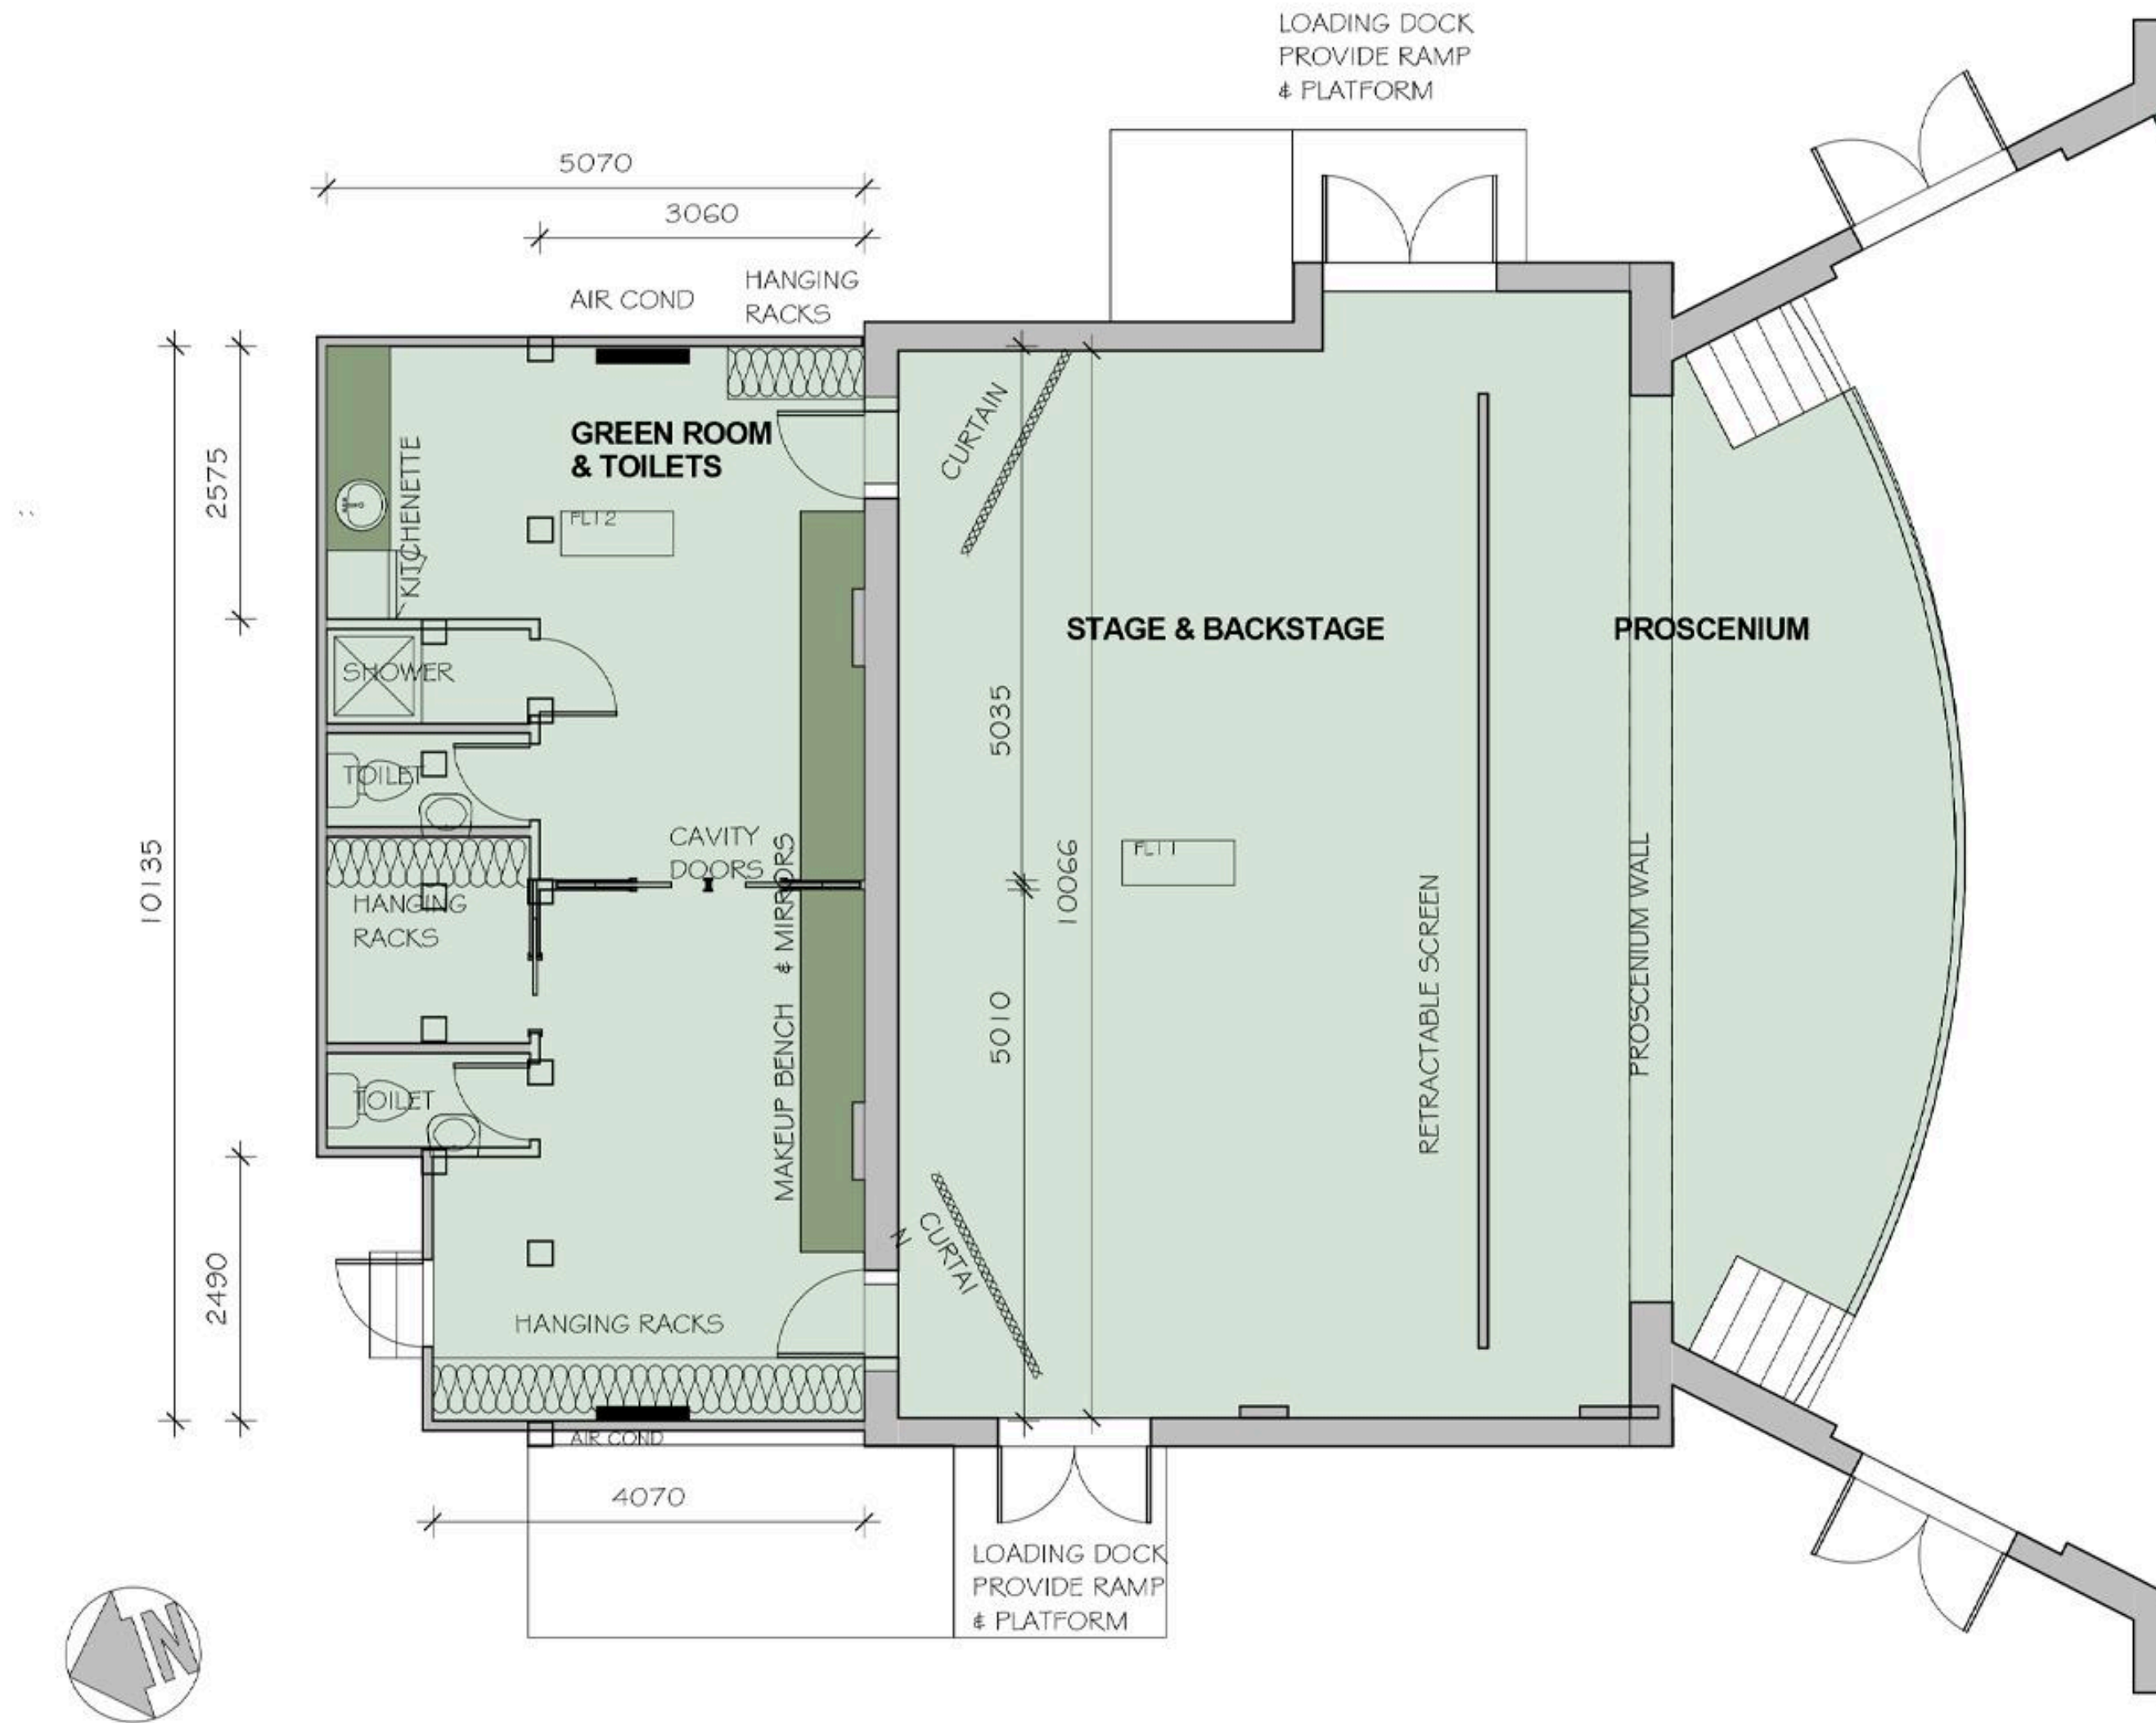 LOADING DOCK
PROVIDE RAMP
& PLATFORM
5070
3060
AIR COND
HANGING
RACKS
GREEN ROOM
& TOILETS
CURTAIN
2575
KITCHENETTE
FLT 2
STAGE & BACKSTAGE
PROSCENIUM
SHOWER
5035
TOILET
CAVITY
DOORS
10135
10066
FLT 1
HANGING
RACKS
MAKEUP BENCH & MIRRORS
RETRACTABLE SCREEN
PROSCENIUM WALL
5010
TOILET
2490
CURTAI
N
HANGING RACKS
AIR COND
4070
LOADING DOCK
PROVIDE RAMP
& PLATFORM
N